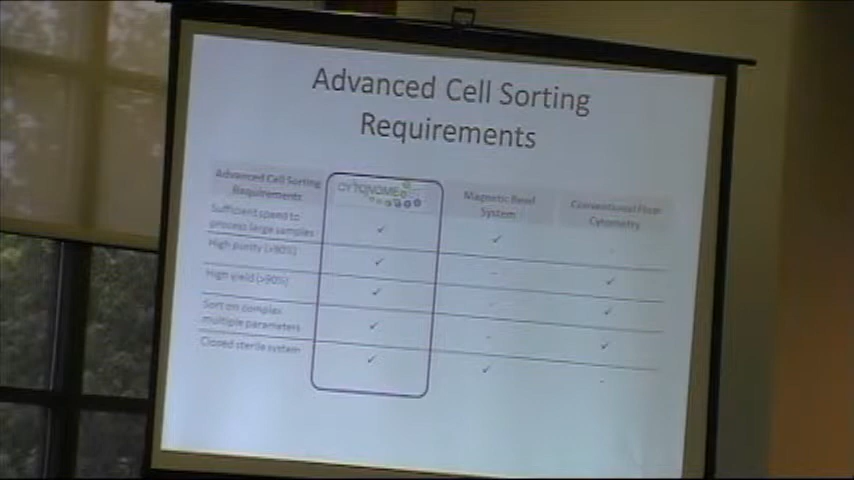 Advanced Cell Sorting
Requirements
Advanced Cell Sorting
Requirements
CYTONOME
Magnetic Bead
System
Conventional Flow
Cytometry
Sufficient speed to
process large samples
✓ ✓ -
High purity (>90%)
✓ - ✓
High yield (>90%)
✓ - ✓
Sort on complex
multiple parameters
✓ - ✓
Closed sterile system
✓ ✓ -